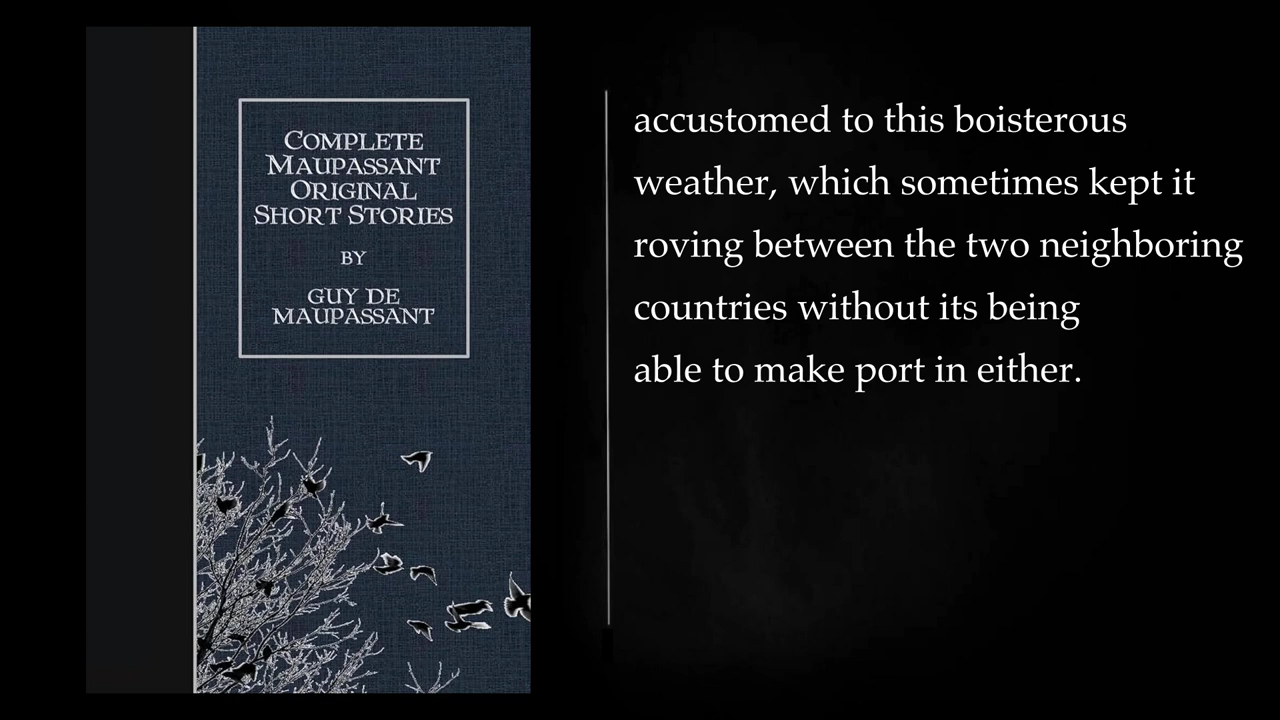 COMPLETE
MAUPASSANT
ORIGINAL
SHORT STORIES
BY
GUY DE
MAUPASSANT
accustomed to this boisterous
weather, which sometimes kept it
roving between the two neighboring
countries without its being
able to make port in either.